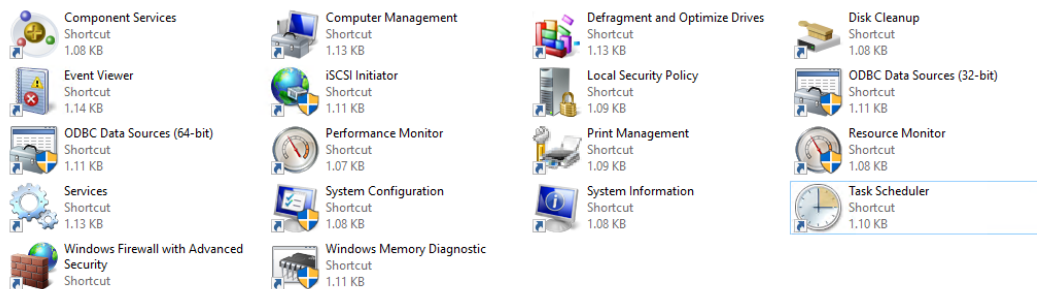 Component Services
Shortcut
1.08 KB
Computer Management
Shortcut
1.13 KB
Defragment and Optimize Drives
Shortcut
1.13 KB
Disk Cleanup
Shortcut
1.08 KB
Event Viewer
Shortcut
1.14 KB
iSCSI Initiator
Shortcut
1.11 KB
Local Security Policy
Shortcut
1.09 KB
ODBC Data Sources (32-bit)
Shortcut
1.11 KB
ODBC Data Sources (64-bit)
Shortcut
1.11 KB
Performance Monitor
Shortcut
1.07 KB
Print Management
Shortcut
1.09 KB
Resource Monitor
Shortcut
1.08 KB
Services
Shortcut
1.13 KB
System Configuration
Shortcut
1.08 KB
System Information
Shortcut
1.08 KB
Task Scheduler
Shortcut
1.10 KB
Windows Firewall with Advanced
Security
Shortcut
Windows Memory Diagnostic
Shortcut
1.11 KB